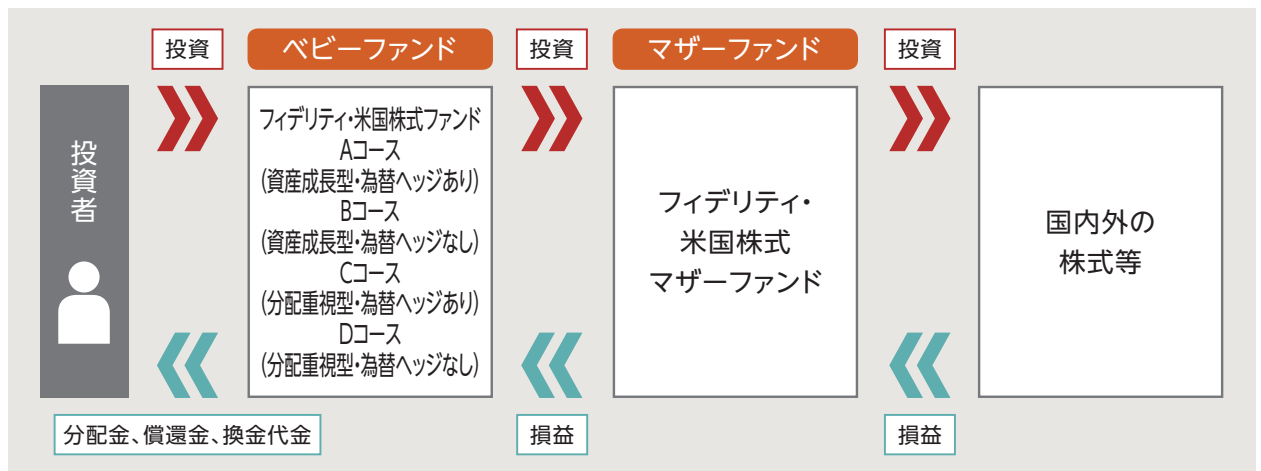 投資
ベビーファンド
投資
マザーファンド
投資
投資者
フィデリティ・米国株式ファンド
Aコース
(資産成長型・為替ヘッジあり)
Bコース
(資産成長型・為替ヘッジなし)
Cコース
(分配重視型・為替ヘッジあり)
Dコース
(分配重視型・為替ヘッジなし)
フィデリティ・
米国株式
マザーファンド
国内外の
株式等
分配金、償還金、換金代金
損益
損益